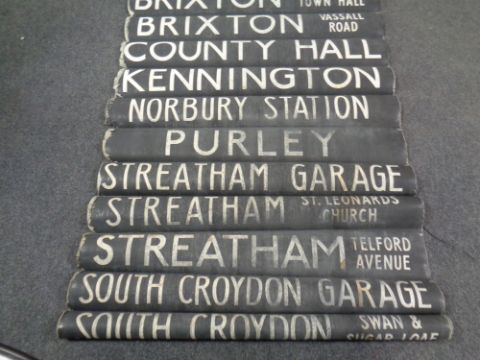 BRIXTON TOWN HALL
BRIXTON VASSALL ROAD
COUNTY HALL
KENNINGTON
NORBURY STATION
PURLEY
STREATHAM GARAGE
STREATHAM ST. LEONARDS CHURCH
STREATHAM TELFORD AVENUE
SOUTH CROYDON GARAGE
SOUTH CROYDON SWAN & SUGAR LOAF